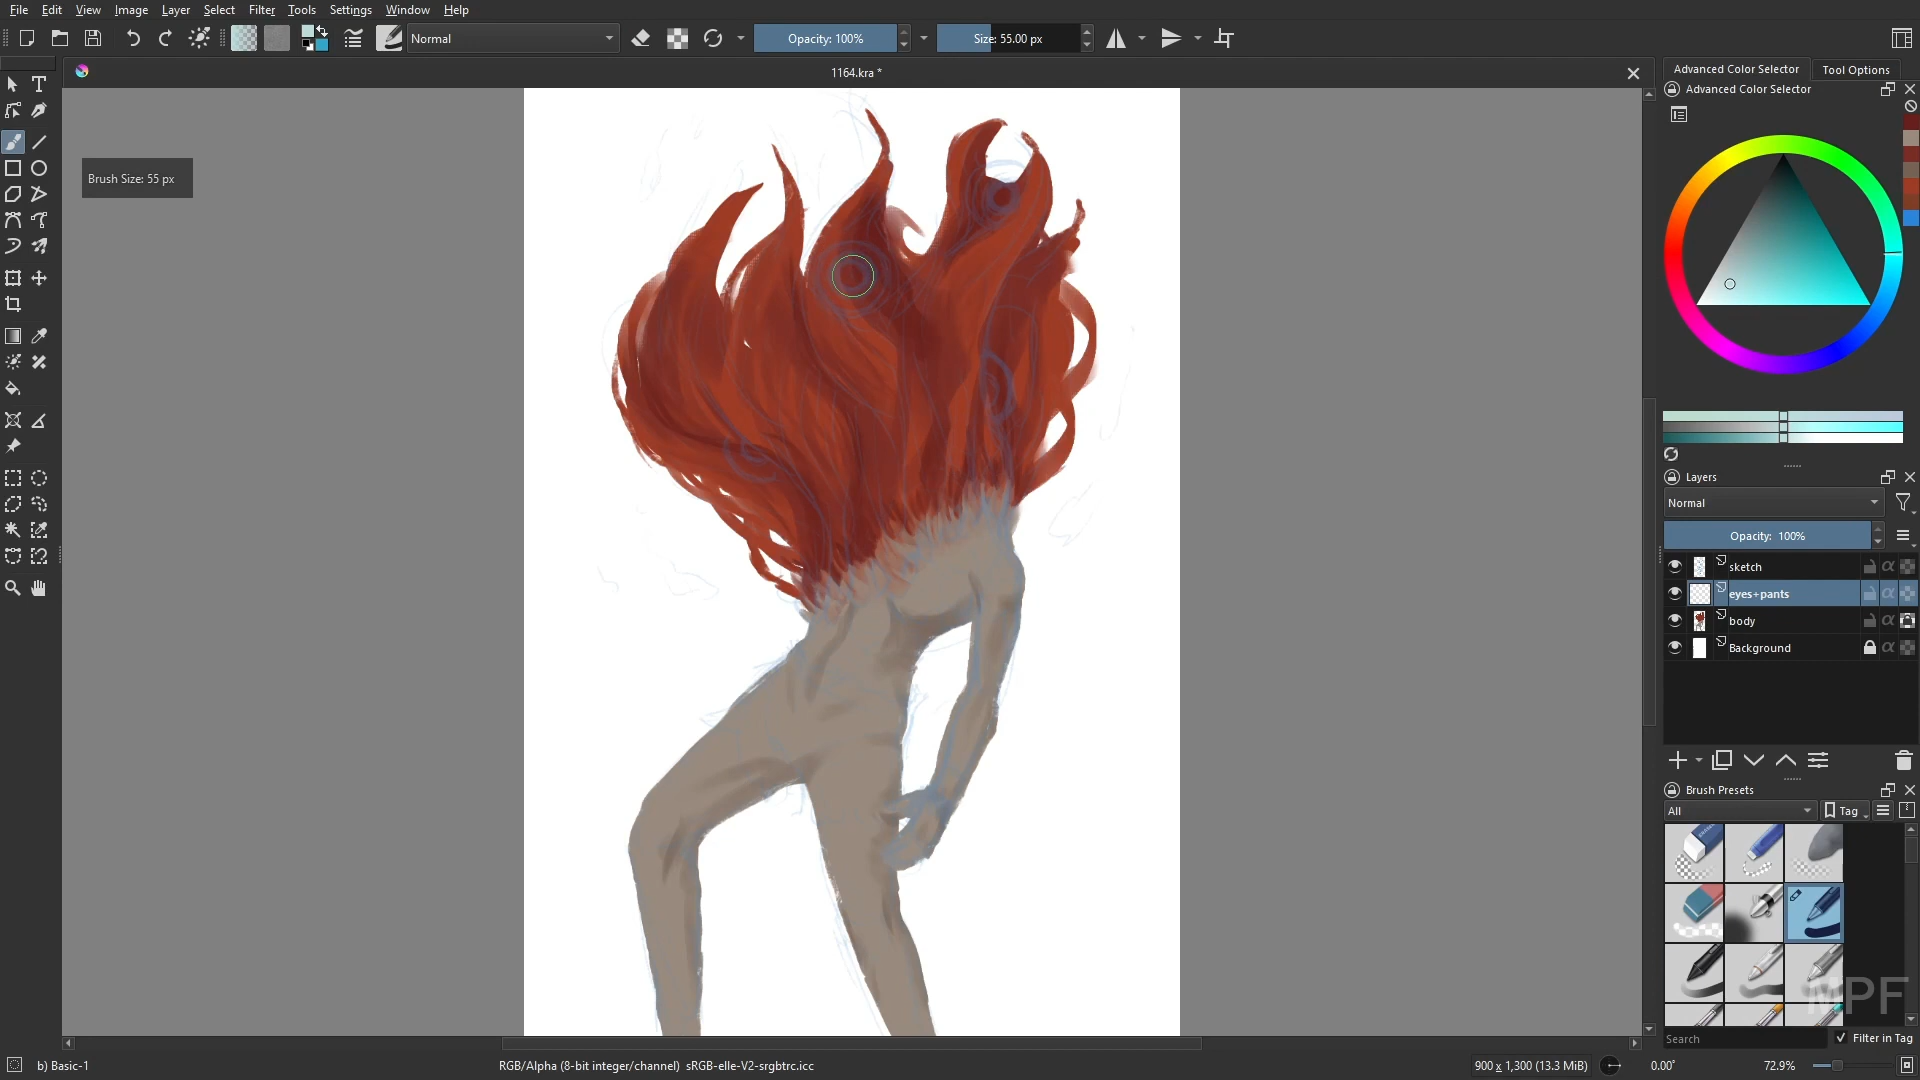 File Edit View Image Layer Select Filter Tools Settings Window Help
Normal Opacity: 100% Size: 55.00 px
1164.kra *
Advanced Color Selector Tool Options
Advanced Color Selector
Brush Size: 55 px
Layers
Normal
Opacity: 100%
sketch
eyes+pants
body
Background
Brush Presets
All Tag
MPF
Search Filter in Tag
b) Basic-1 RGB/Alpha (8-bit integer/channel) sRGB-elle-V2-srgbtrc.icc 900 x 1,300 (13.3 MiB) 0.00° 72.9%